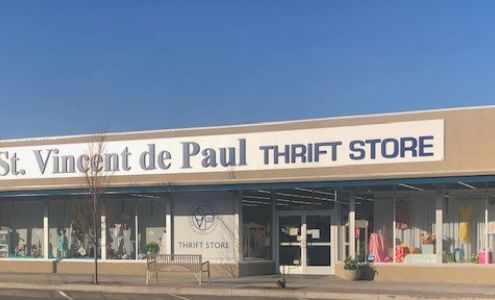 St. Vincent de Paul THRIFT STORE
THRIFT STORE